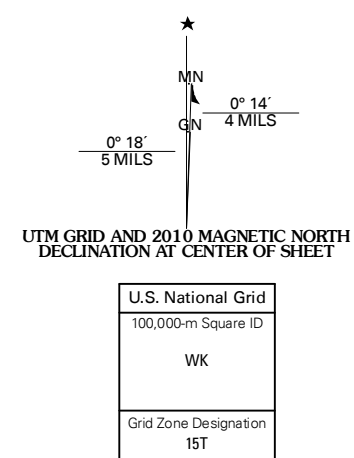 MN
0° 14´
4 MILS
GN
0° 18´
5 MILS
UTM GRID AND 2010 MAGNETIC NORTH
DECLINATION AT CENTER OF SHEET
U.S. National Grid
100,000-m Square ID
WK
Grid Zone Designation
15T